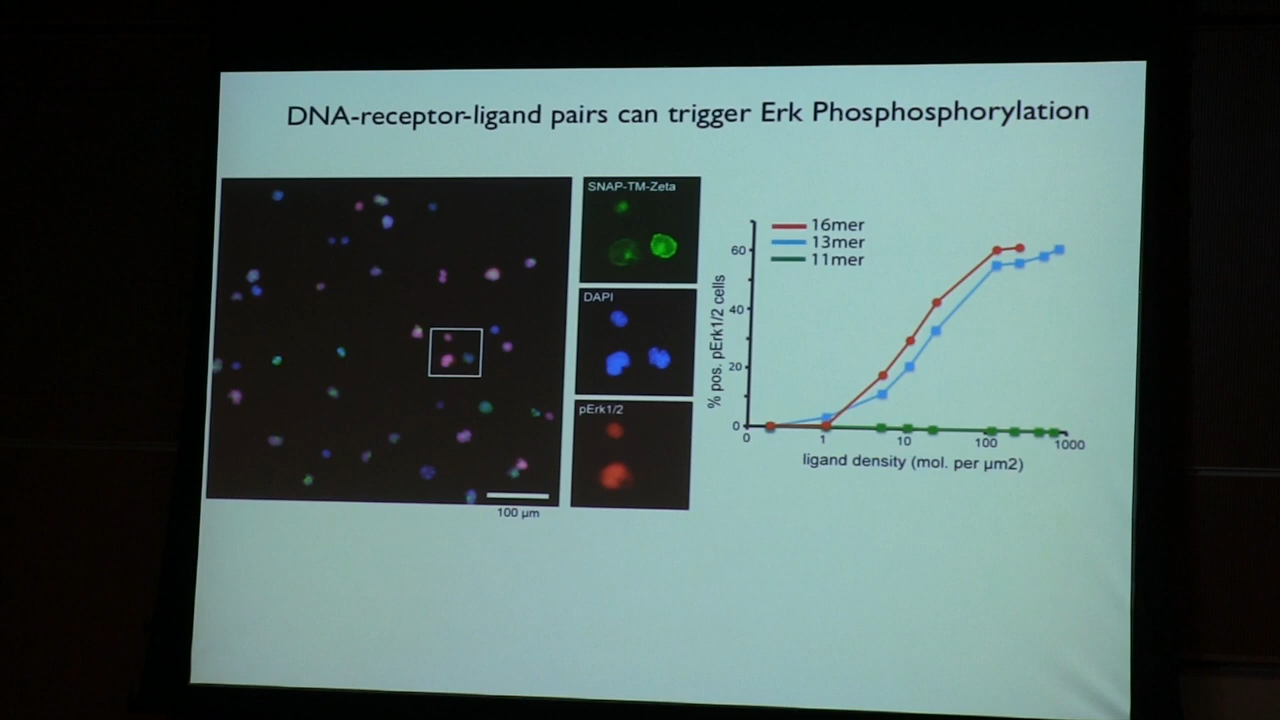 DNA-receptor-ligand pairs can trigger Erk Phosphosphorylation
SNAP-TM-Zeta
DAPI
pErk1/2
100 µm
16mer
13mer
11mer
% pos. pErk1/2 cells
60
40
20
0
0 1 10 100 1000
ligand density (mol. per µm2)